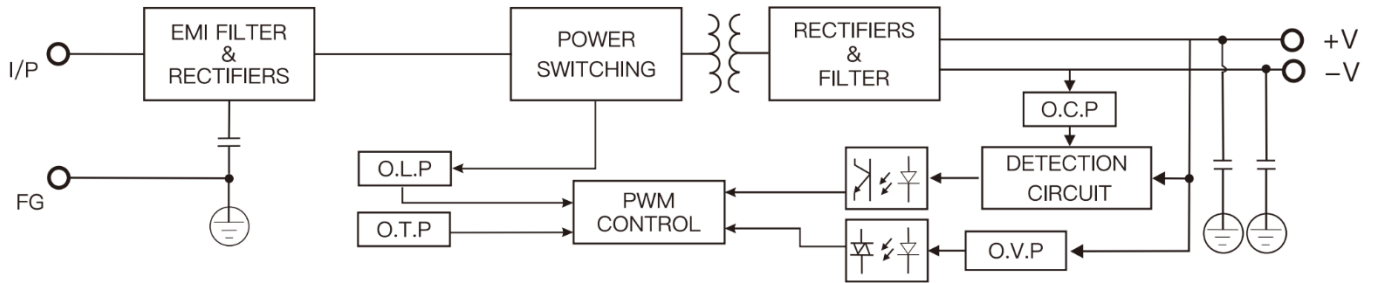 I/P
EMI FILTER
&
RECTIFIERS
POWER
SWITCHING
RECTIFIERS
&
FILTER
+V
−V
O.C.P
FG
O.L.P
O.T.P
PWM
CONTROL
DETECTION
CIRCUIT
O.V.P